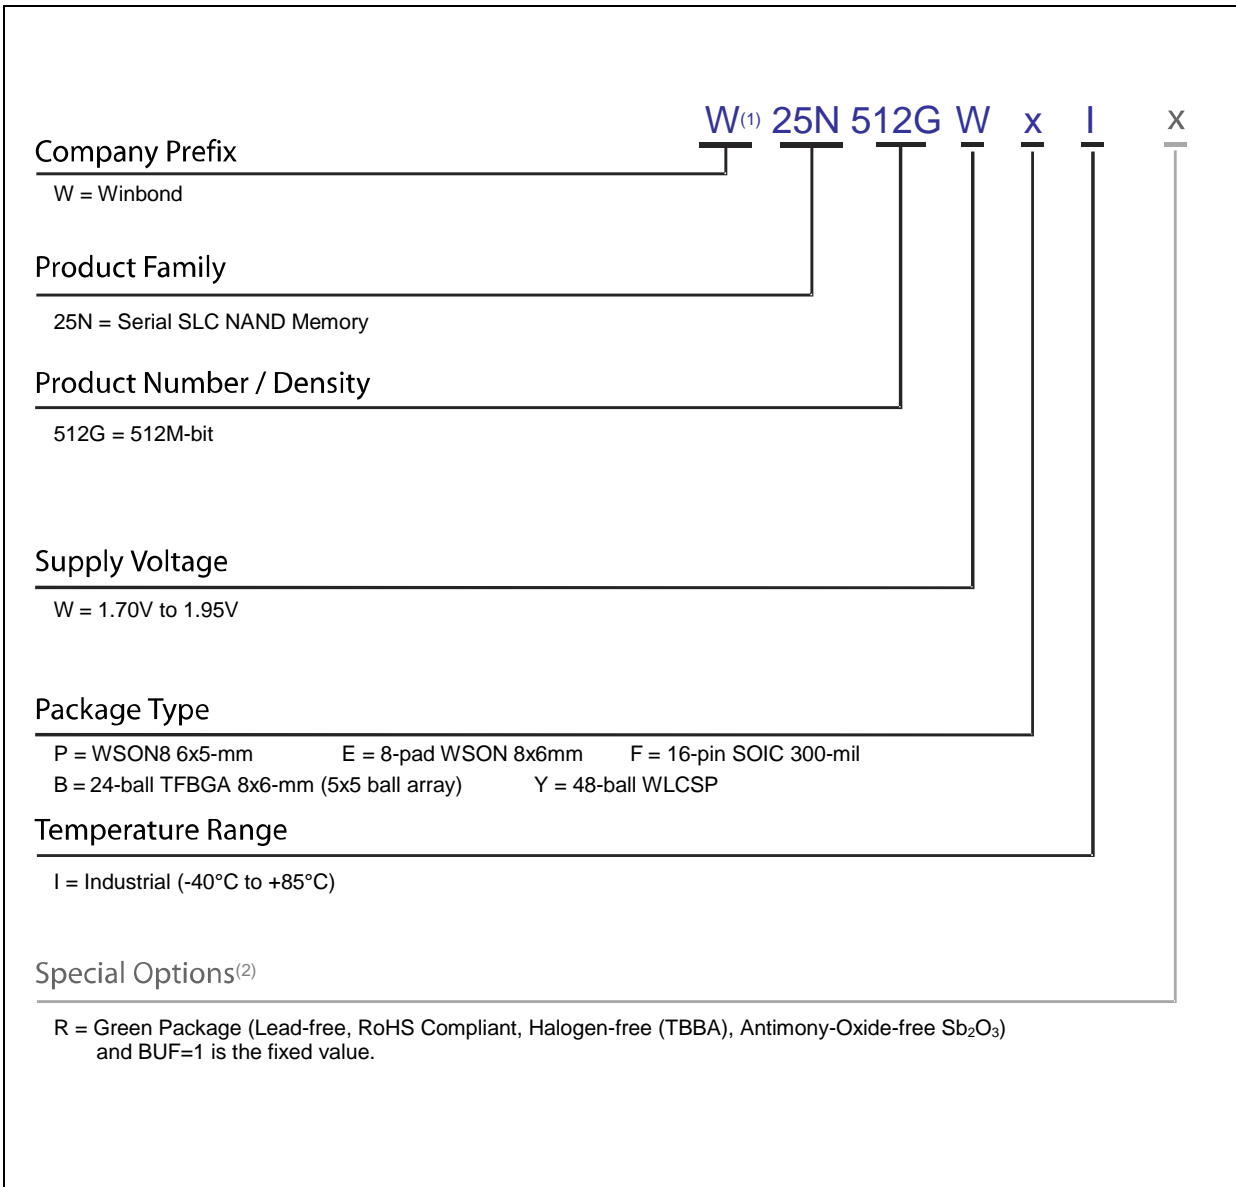 W(1) 25N 512G W x I x
Company Prefix
W = Winbond
Product Family
25N = Serial SLC NAND Memory
Product Number / Density
512G = 512M-bit
Supply Voltage
W = 1.70V to 1.95V
Package Type
P = WSON8 6x5-mm E = 8-pad WSON 8x6mm F = 16-pin SOIC 300-mil
B = 24-ball TFBGA 8x6-mm (5x5 ball array) Y = 48-ball WLCSP
Temperature Range
I = Industrial (-40°C to +85°C)
Special Options(2)
R = Green Package (Lead-free, RoHS Compliant, Halogen-free (TBBA), Antimony-Oxide-free Sb₂O₃)
and BUF=1 is the fixed value.